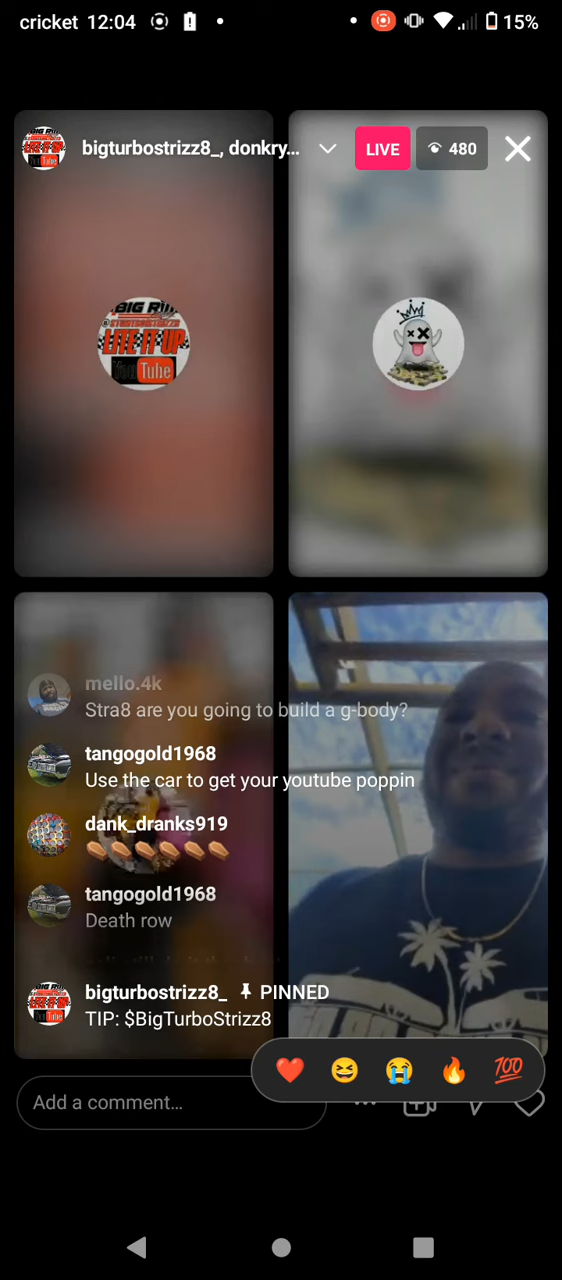 cricket 12:04
15%
bigturbostrizz8_, donkry...
LIVE
480
BIG
LITE IT UP
YouTube
mello.4k
Stra8 are you going to build a g-body?
tangogold1968
Use the car to get your youtube poppin
dank_dranks919
tangogold1968
Death row
bigturbostrizz8_ PINNED
TIP: $BigTurboStrizz8
Add a comment…